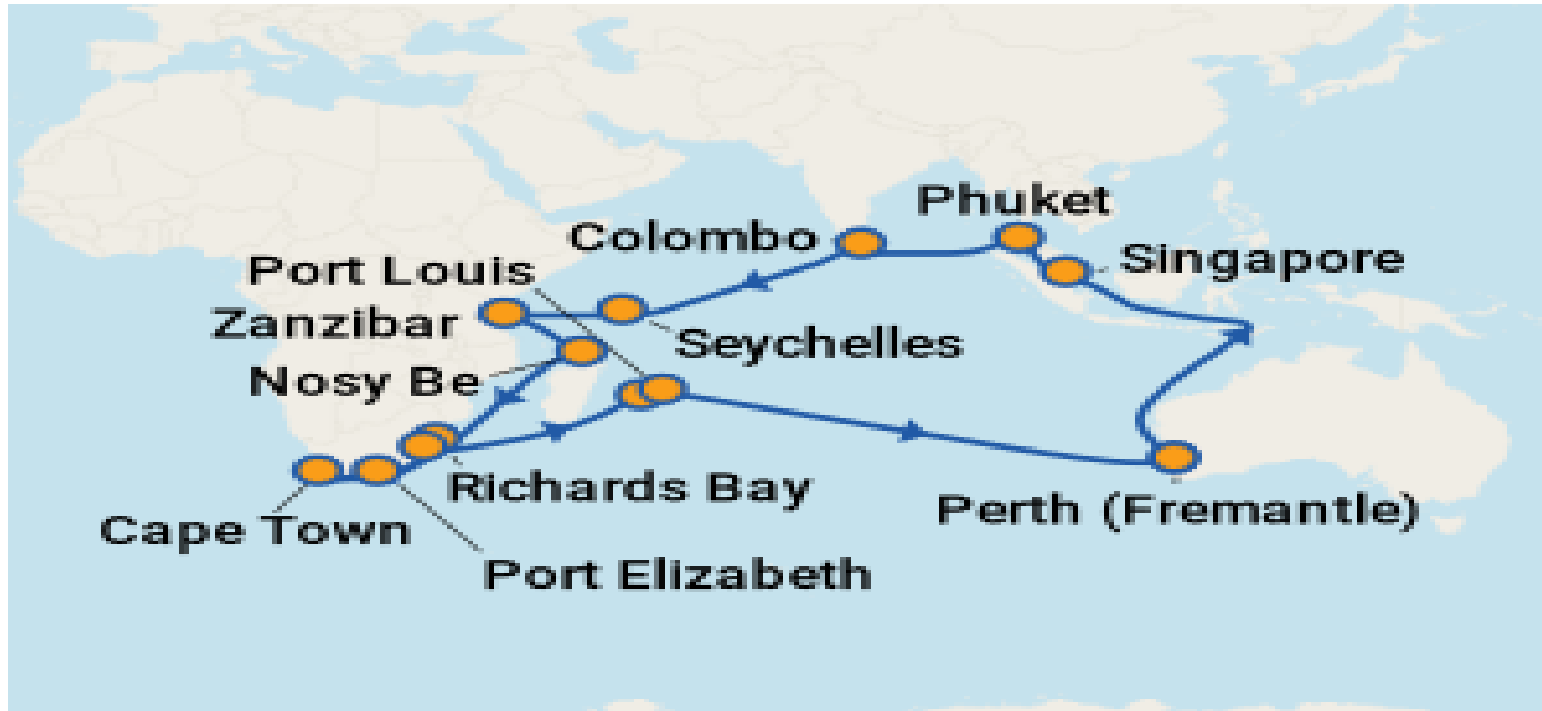 Phuket
Colombo
Singapore
Port Louis
Zanzibar
Seychelles
Nosy Be
Richards Bay
Perth (Fremantle)
Cape Town
Port Elizabeth